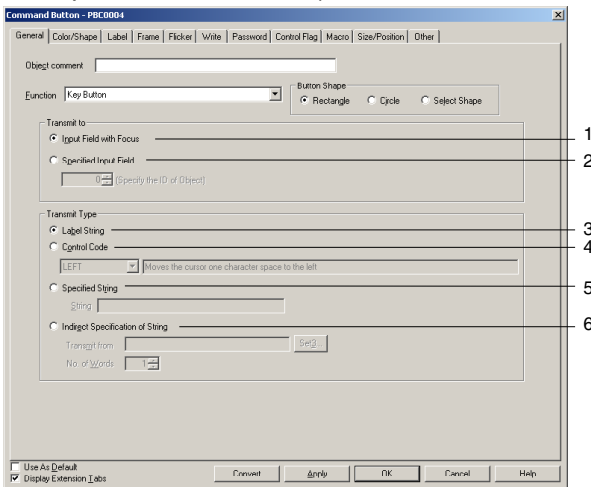 Command Button - PBC0004
General Color/Shape Label Frame Flicker Write Password Control Flag Macro Size/Position Other
Object comment
Function Key Button
Button Shape
Rectangle Circle Select Shape
Transmit to
Input Field with Focus 1
Specified Input Field 2
0 (Specify the ID of Object)
Transmit Type
Label String 3
Control Code 4
LEFT Moves the cursor one character space to the left
Specified String 5
String
Indirect Specification of String 6
Transmit from Set3...
No. of Words 1
Use As Default
Display Extension Tabs
Convert Apply OK Cancel Help